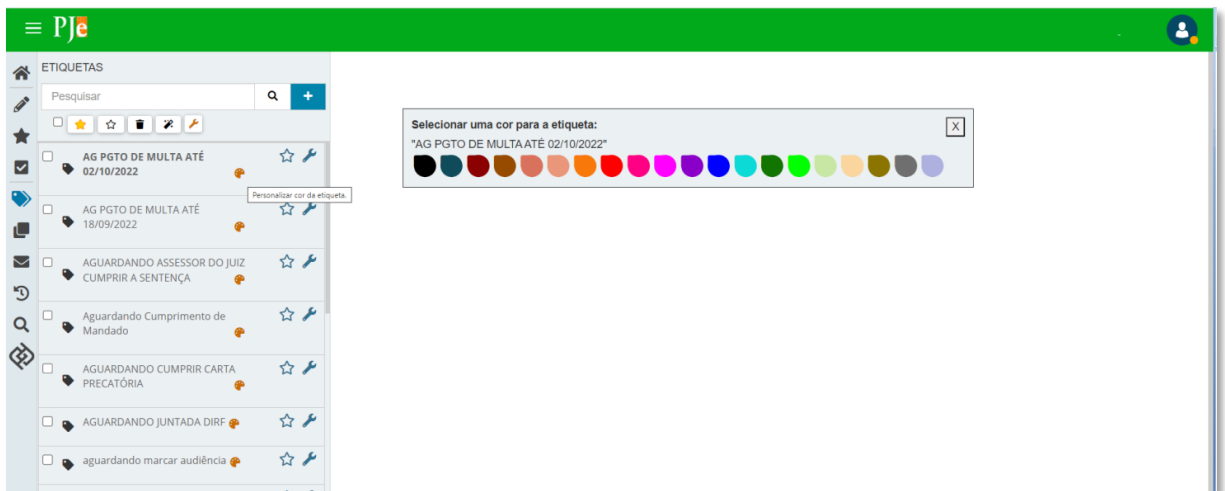 PJe
ETIQUETAS
Pesquisar
AG PGTO DE MULTA ATÉ
02/10/2022
Personalizar cor da etiqueta.
AG PGTO DE MULTA ATÉ
18/09/2022
AGUARDANDO ASSESSOR DO JUIZ
CUMPRIR A SENTENÇA
Aguardando Cumprimento de
Mandado
AGUARDANDO CUMPRIR CARTA
PRECATÓRIA
AGUARDANDO JUNTADA DIRF
aguardando marcar audiência
Selecionar uma cor para a etiqueta:
X
"AG PGTO DE MULTA ATÉ 02/10/2022"